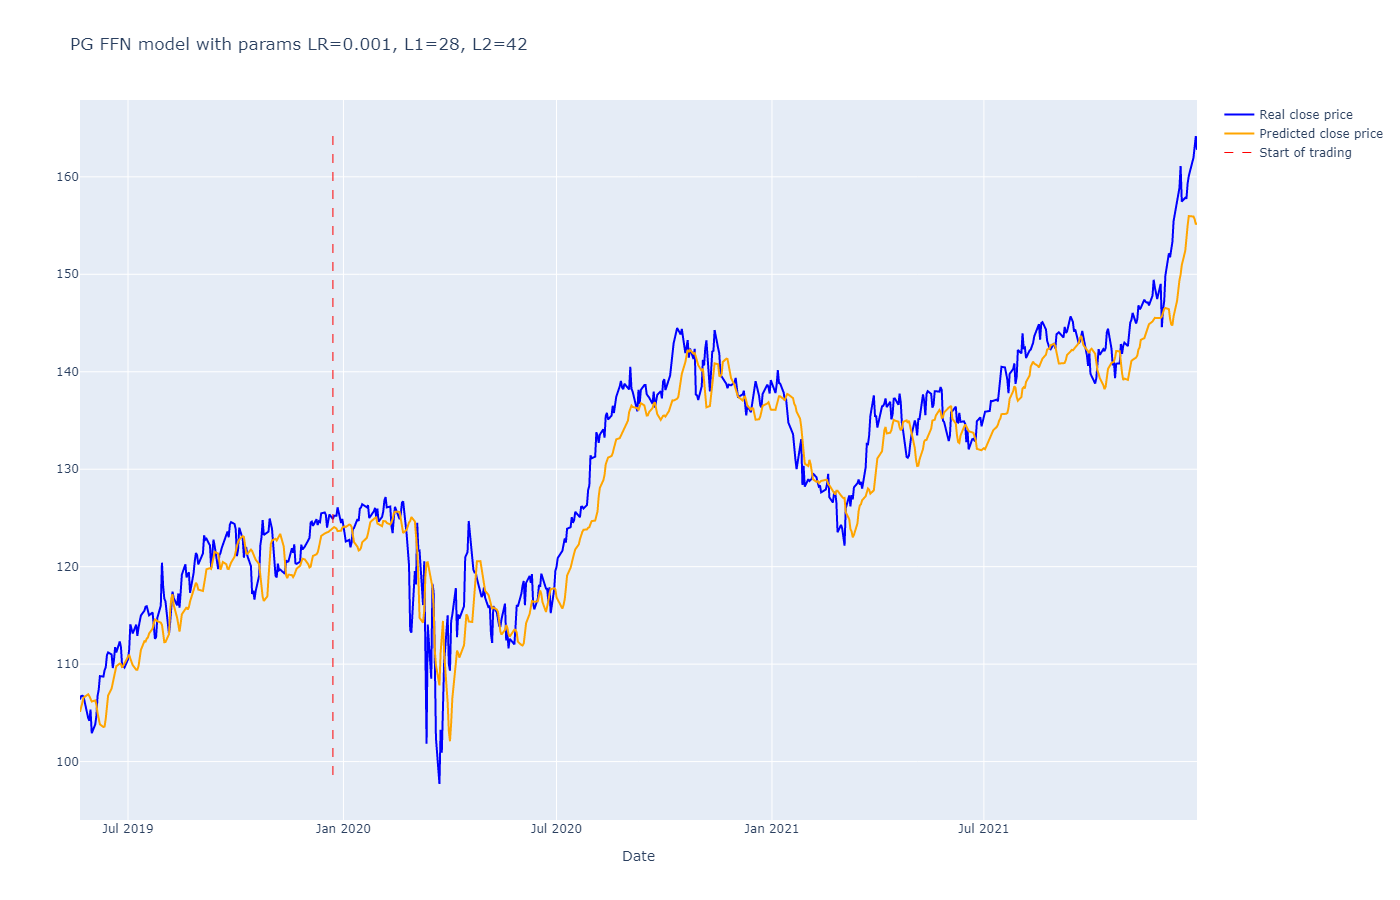 PG FFN model with params LR=0.001, L1=28, L2=42
Real close price
Predicted close price
Start of trading
160
150
140
130
120
110
100
Jul 2019
Jan 2020
Jul 2020
Jan 2021
Jul 2021
Date